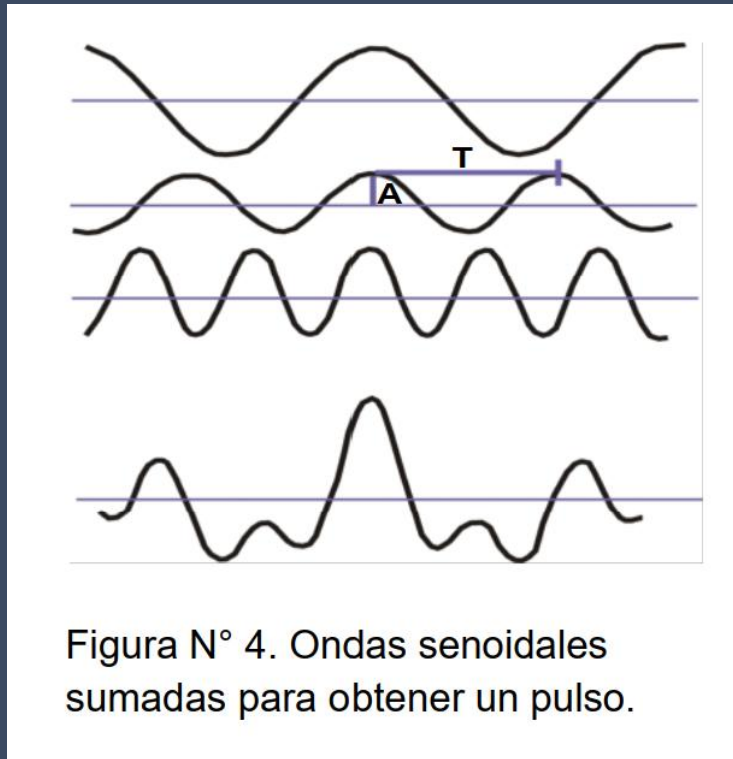 T
A
Figura N° 4. Ondas senoidales
sumadas para obtener un pulso.